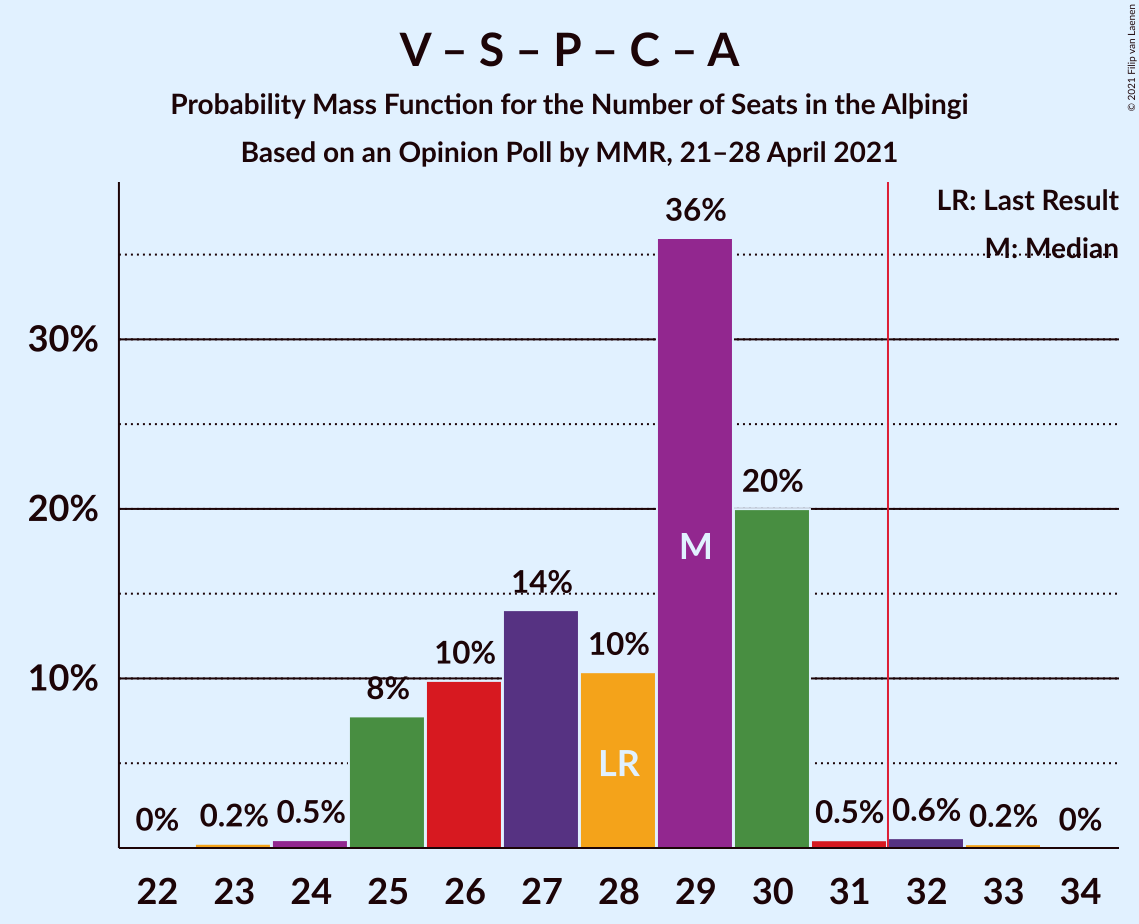 V – S – P – C – A
Probability Mass Function for the Number of Seats in the Alþingi
Based on an Opinion Poll by MMR, 21–28 April 2021
© 2021 Filip van Laenen
LR: Last Result
M: Median
36%
30%
20%
20%
M
14%
10%
10%
10%
8%
LR
0%
0.2%
0.5%
0.5%
0.6%
0.2%
0%
22 23 24 25 26 27 28 29 30 31 32 33 34